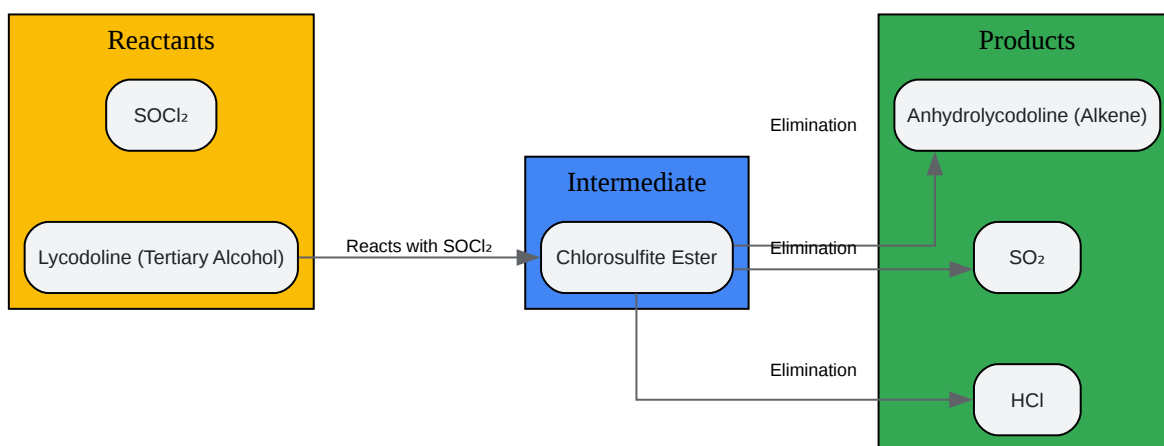 Reactants
SOCl₂
Lycodoline (Tertiary Alcohol)
Reacts with SOCl₂
Intermediate
Chlorosulfite Ester
Elimination
Elimination
Elimination
Products
Anhydrolycodoline (Alkene)
SO₂
HCl